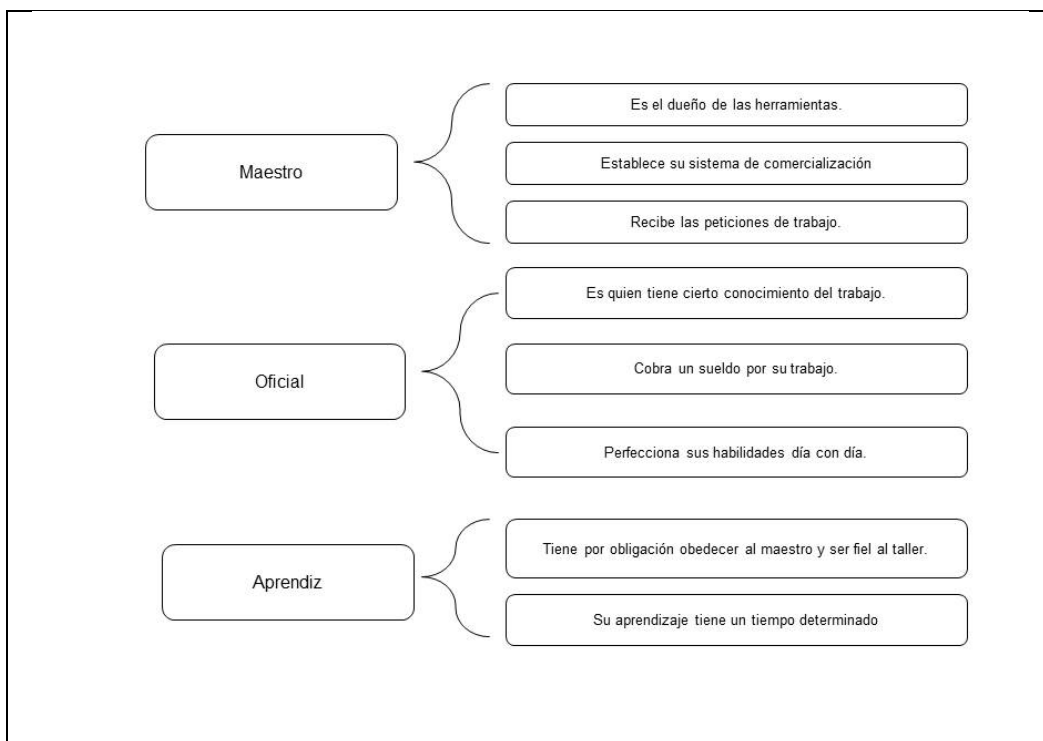 Maestro
Es el dueño de las herramientas.
Establece su sistema de comercialización
Recibe las peticiones de trabajo.
Oficial
Es quien tiene cierto conocimiento del trabajo.
Cobra un sueldo por su trabajo.
Perfecciona sus habilidades día con día.
Aprendiz
Tiene por obligación obedecer al maestro y ser fiel al taller.
Su aprendizaje tiene un tiempo determinado